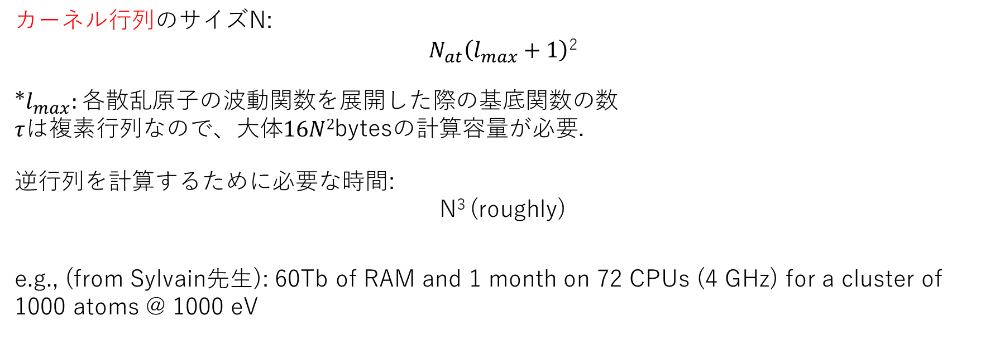 カーネル行列のサイズN:
N_{at}(l_{max} + 1)^2
*l_{max}: 各散乱原子の波動関数を展開した際の基底関数の数
τは複素行列なので、大体16N^2bytesの計算容量が必要.
逆行列を計算するために必要な時間:
N^3 (roughly)
e.g., (from Sylvain先生): 60Tb of RAM and 1 month on 72 CPUs (4 GHz) for a cluster of
1000 atoms @ 1000 eV